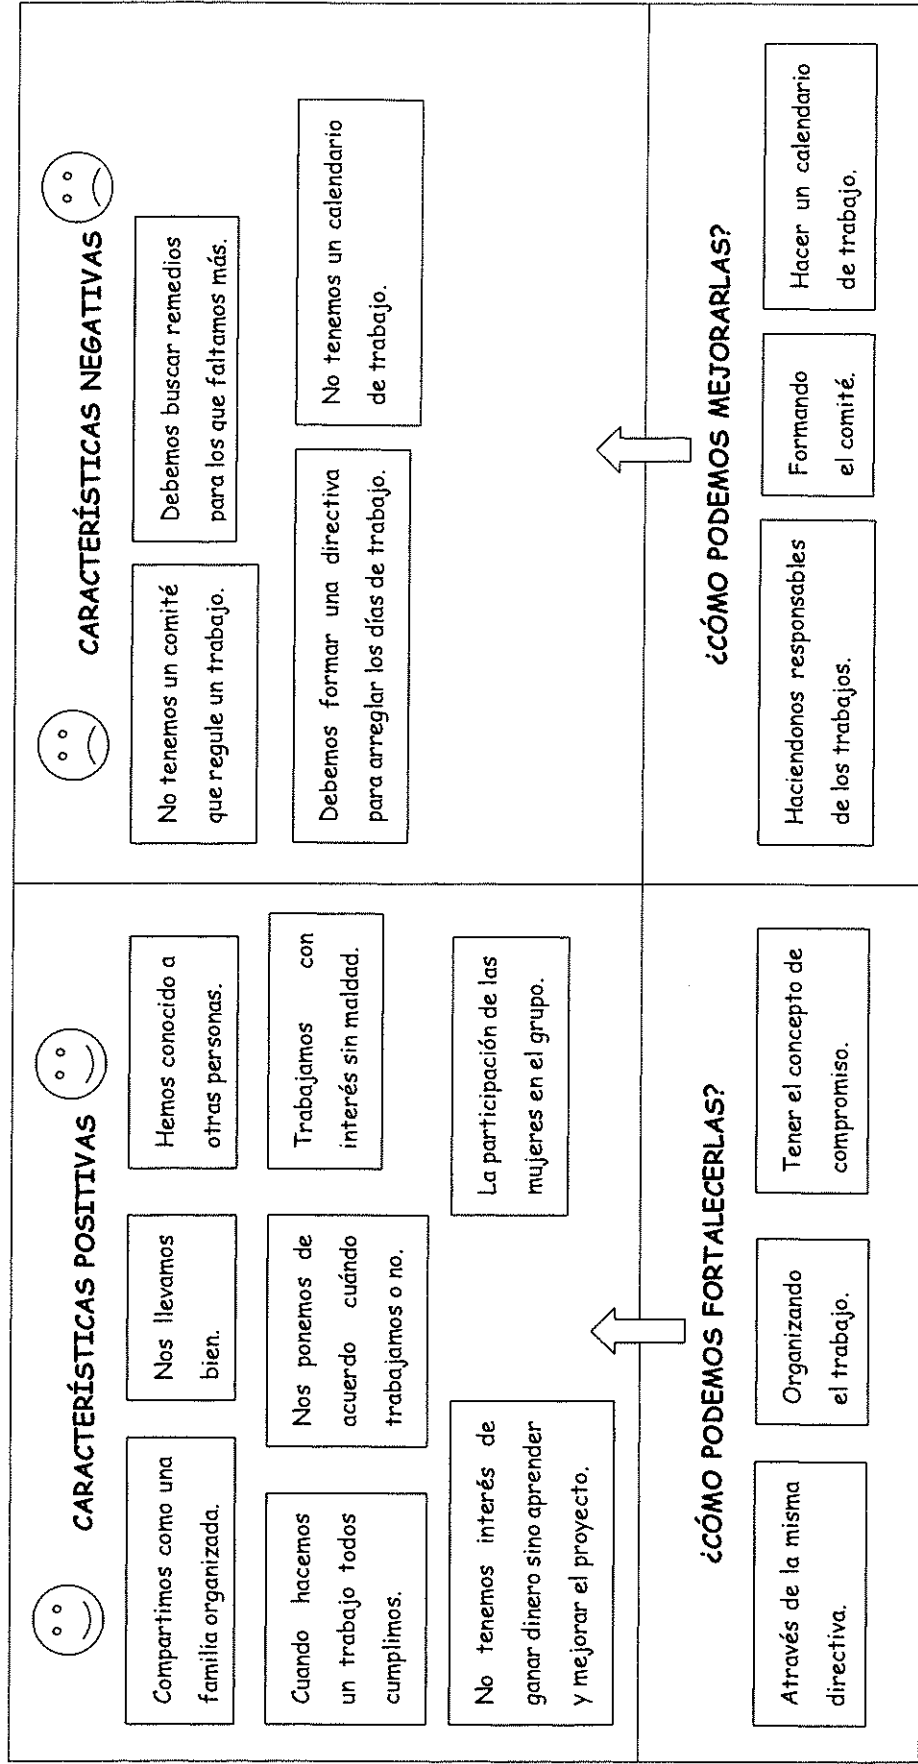 CARACTERÍSTICAS POSITIVAS
Compartimos como una
familia organizada.
Nos llevamos
bien.
Hemos conocido a
otras personas.
Cuando hacemos
un trabajo todos
cumplimos.
Nos ponemos de
acuerdo cuándo
trabajamos o no.
Trabajamos con
interés sin maldad.
No tenemos interés de
ganar dinero sino aprender
y mejorar el proyecto.
La participación de las
mujeres en el grupo.
CARACTERÍSTICAS NEGATIVAS
No tenemos un comité
que regule un trabajo.
Debemos buscar remedios
para los que faltamos más.
Debemos formar una directiva
para arreglar los días de trabajo.
No tenemos un calendario
de trabajo.
¿CÓMO PODEMOS FORTALECERLAS?
Através de la misma
directiva.
Organizando
el trabajo.
Tener el concepto de
compromiso.
¿CÓMO PODEMOS MEJORARLAS?
Haciendonos responsables
de los trabajos.
Formando
el comité.
Hacer un calendario
de trabajo.